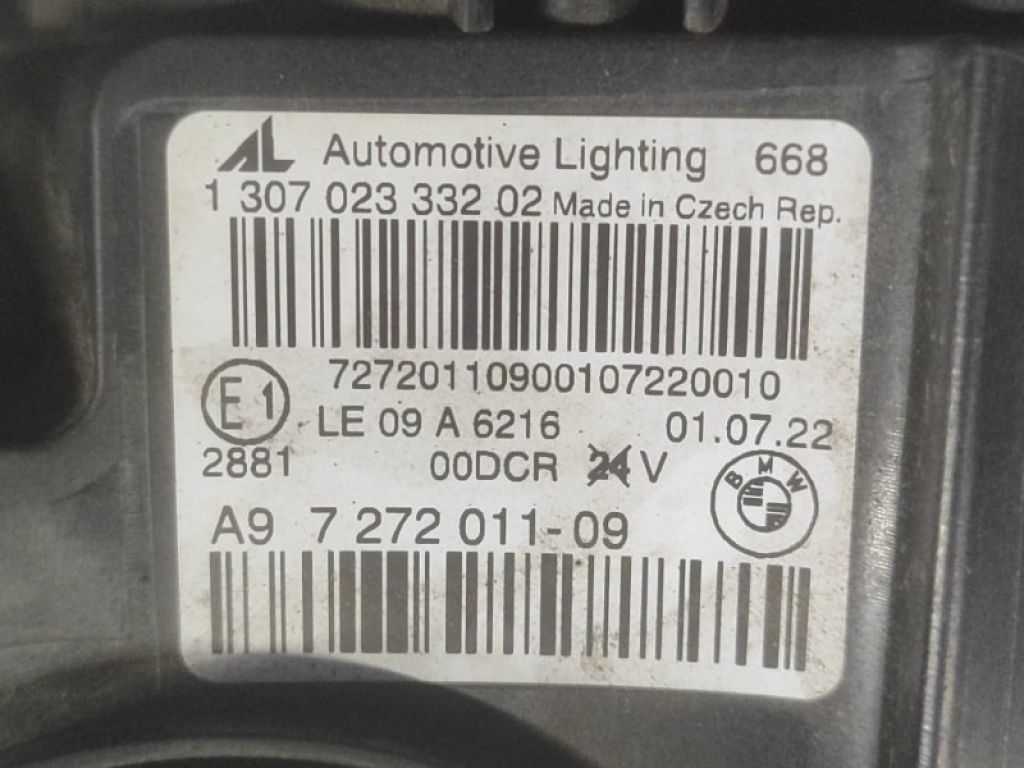 AL Automotive Lighting 668
1 307 023 332 02 Made in Czech Rep.
72720110900107220010
E1 LE 09 A 6216 01.07.22
2881 00DCR 24 V
BMW
A9 7 272 011-09